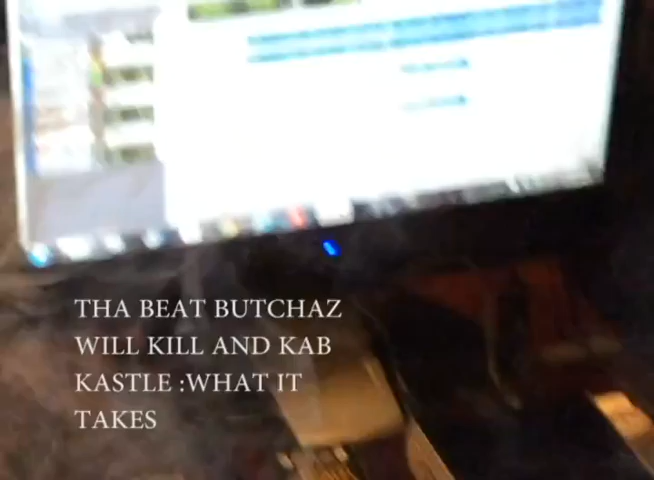 THA BEAT BUTCHAZ
WILL KILL AND KAB
KASTLE :WHAT IT
TAKES